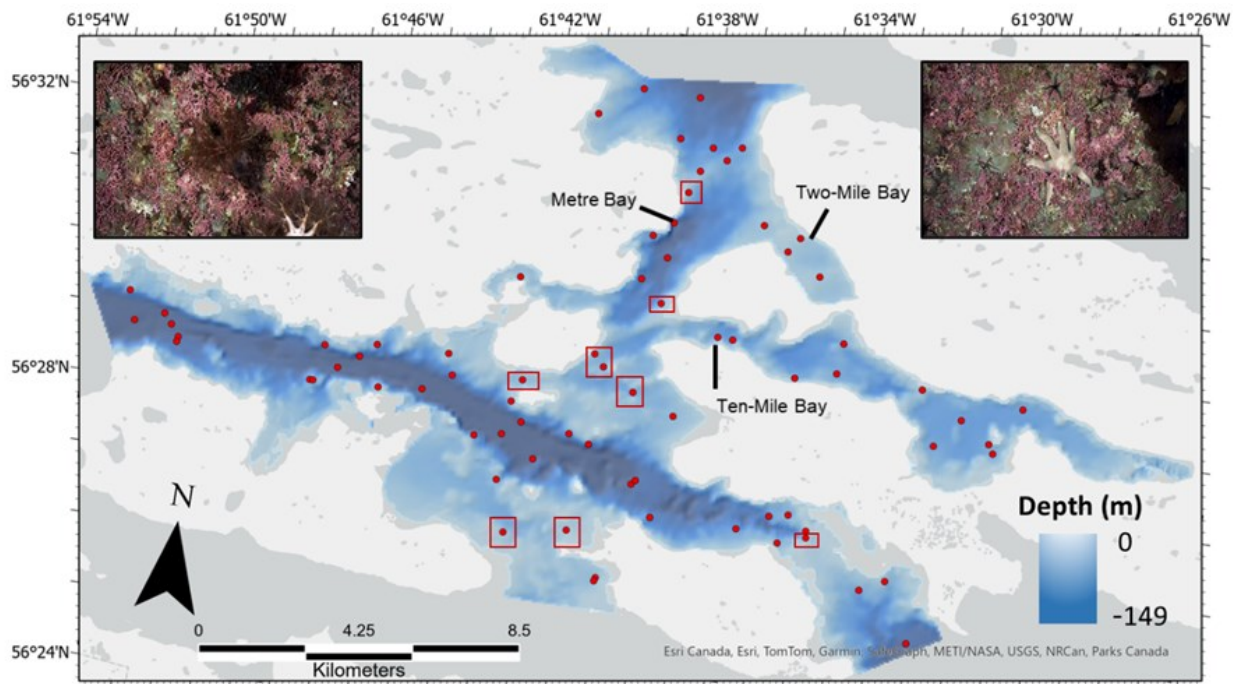 61°54'W 61°50'W 61°46'W 61°42'W 61°38'W 61°34'W 61°30'W 61°26'W
56°32'N
Metre Bay
Two-Mile Bay
56°28'N
Ten-Mile Bay
N
Depth (m)
0
-149
0 4.25 8.5
Kilometers
56°24'N
Esri Canada, Esri, TomTom, Garmin, SafeGraph, METI/NASA, USGS, NRCan, Parks Canada